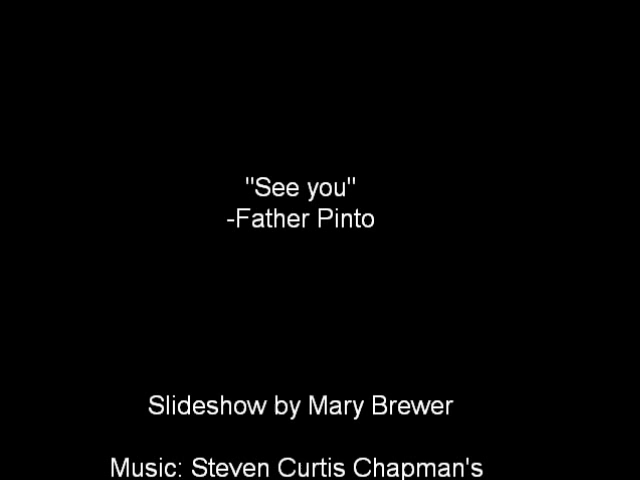 "See you"
-Father Pinto
Slideshow by Mary Brewer
Music: Steven Curtis Chapman's